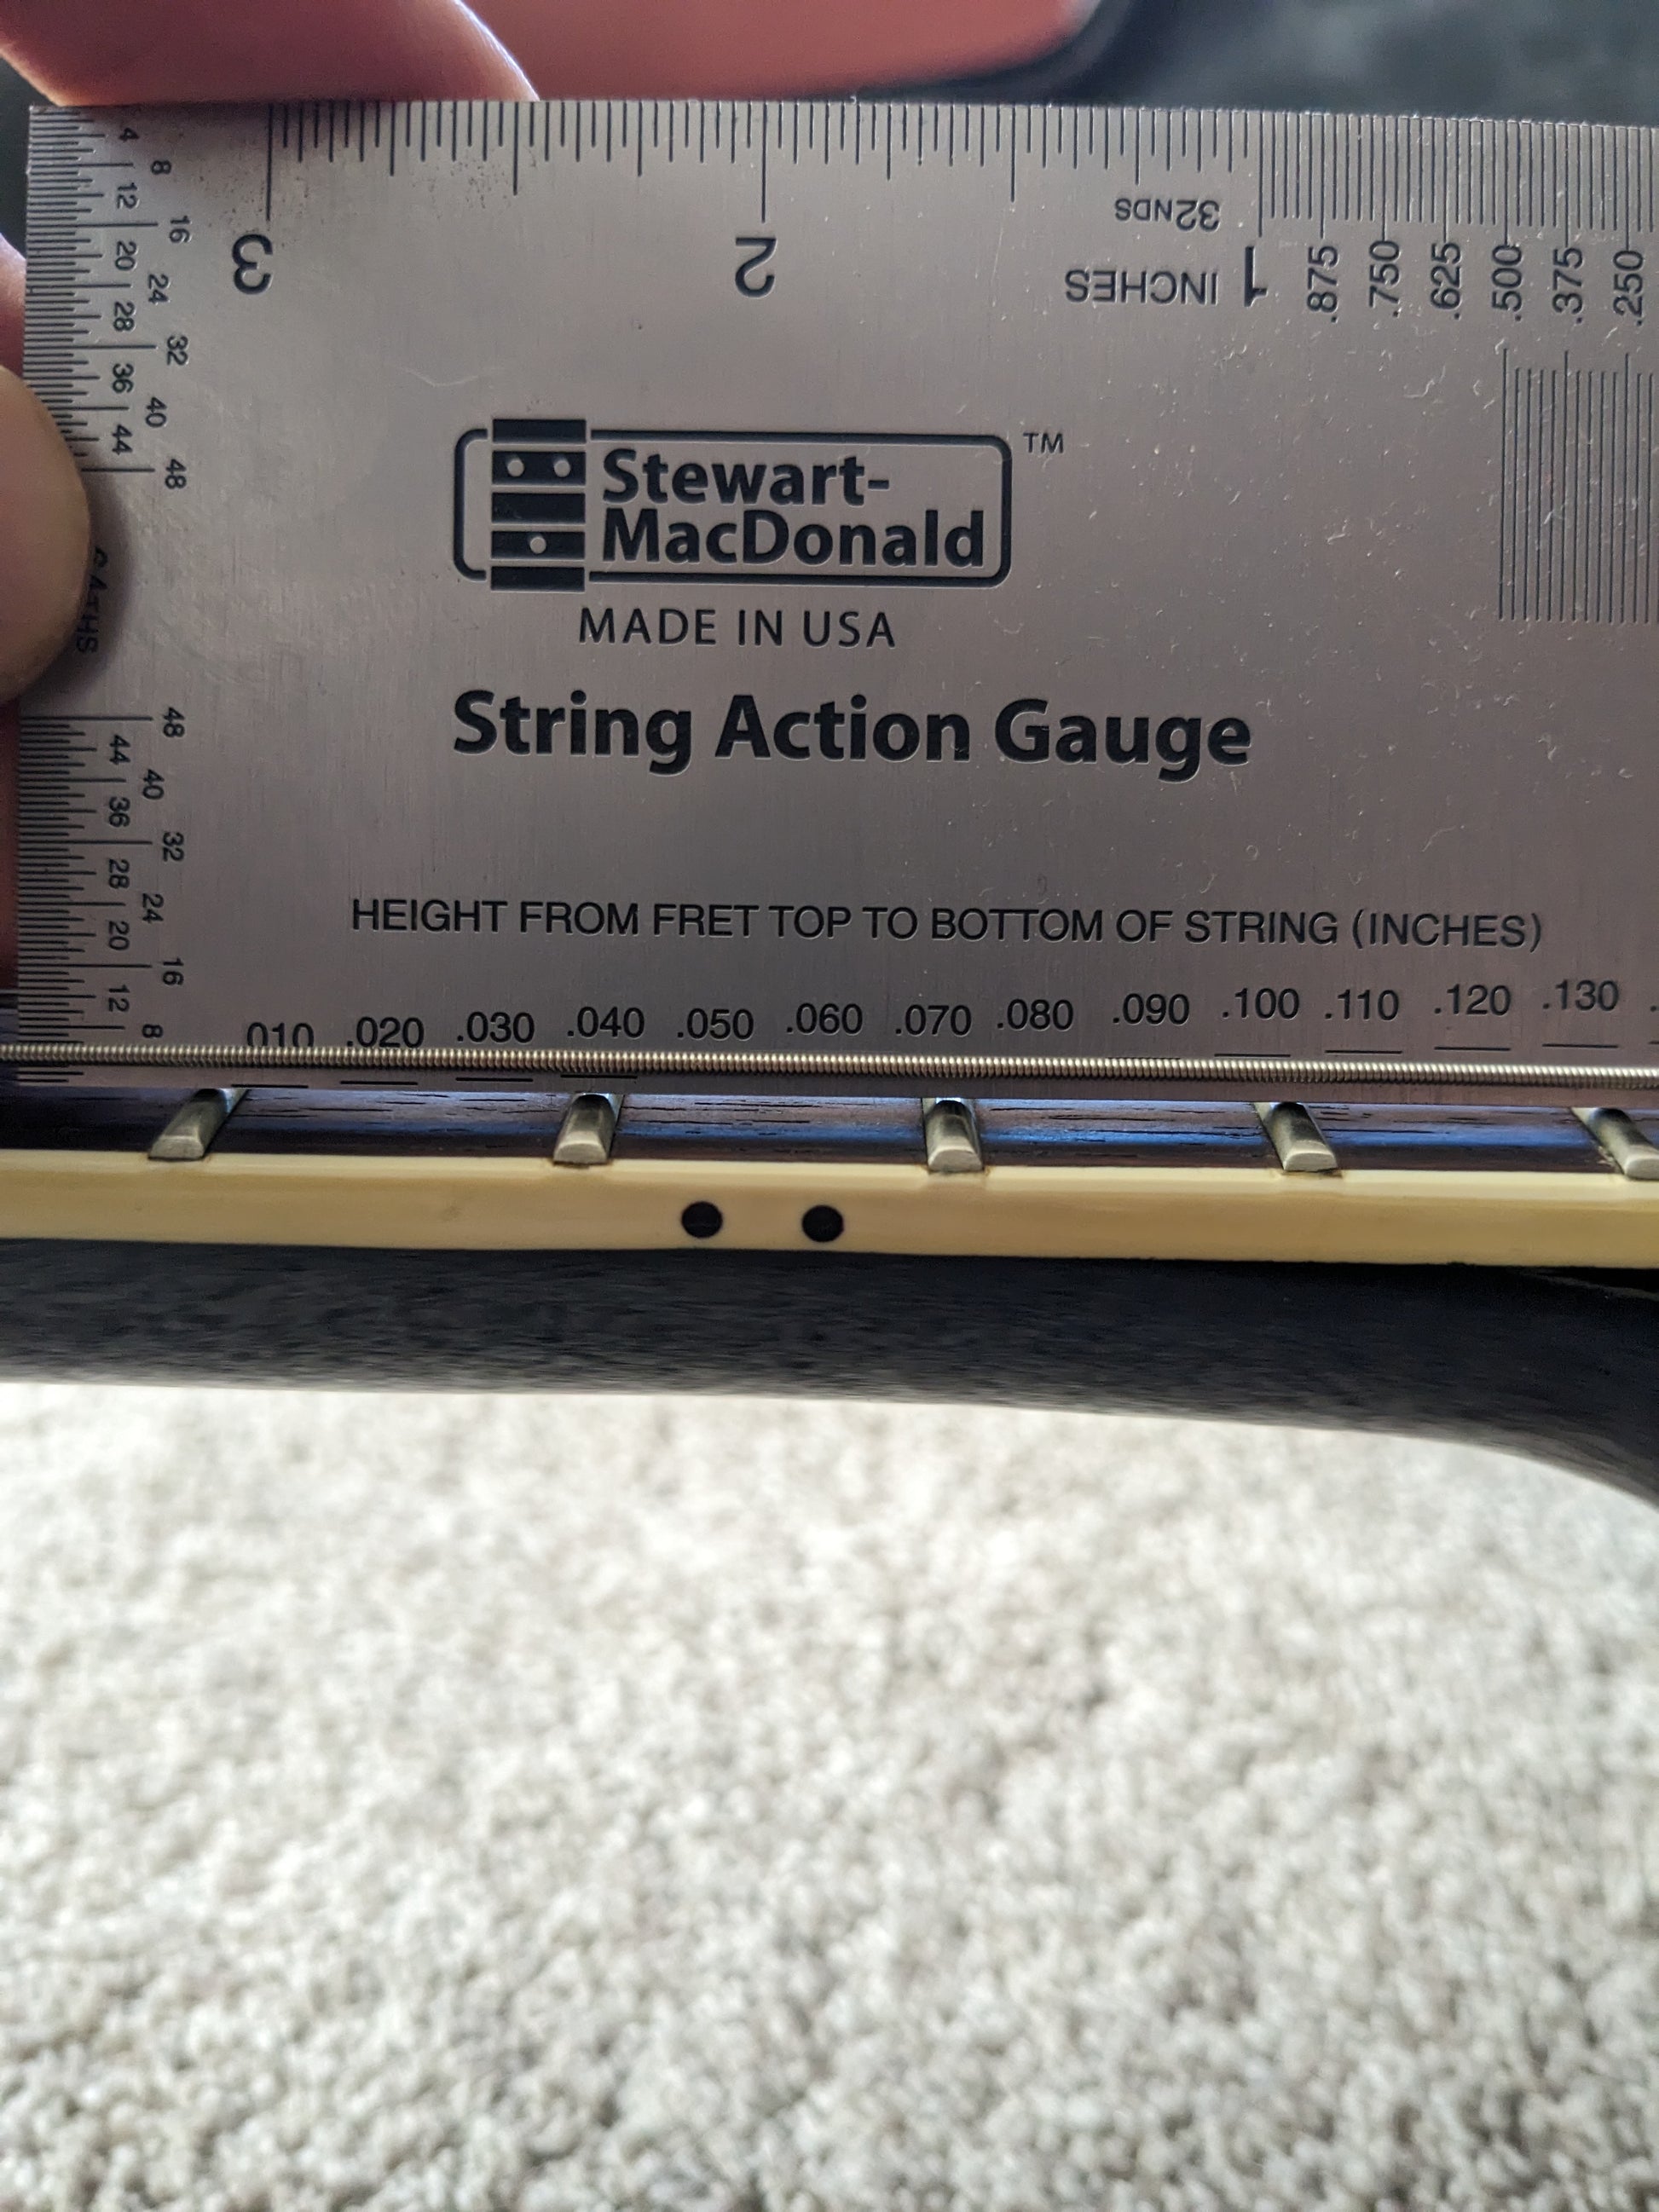 4 12 20 28 36 44
8 16 24 32 40 48
3 2 1
32NDS
INCHES
.875 .750 .625 .500 .375 .250
Stewart-
MacDonald
TM
MADE IN USA
String Action Gauge
64THS
48 40 32 24 16 8
44 36 28 20 12
HEIGHT FROM FRET TOP TO BOTTOM OF STRING (INCHES)
010 .020 .030 .040 .050 .060 .070 .080 .090 .100 .110 .120 .130